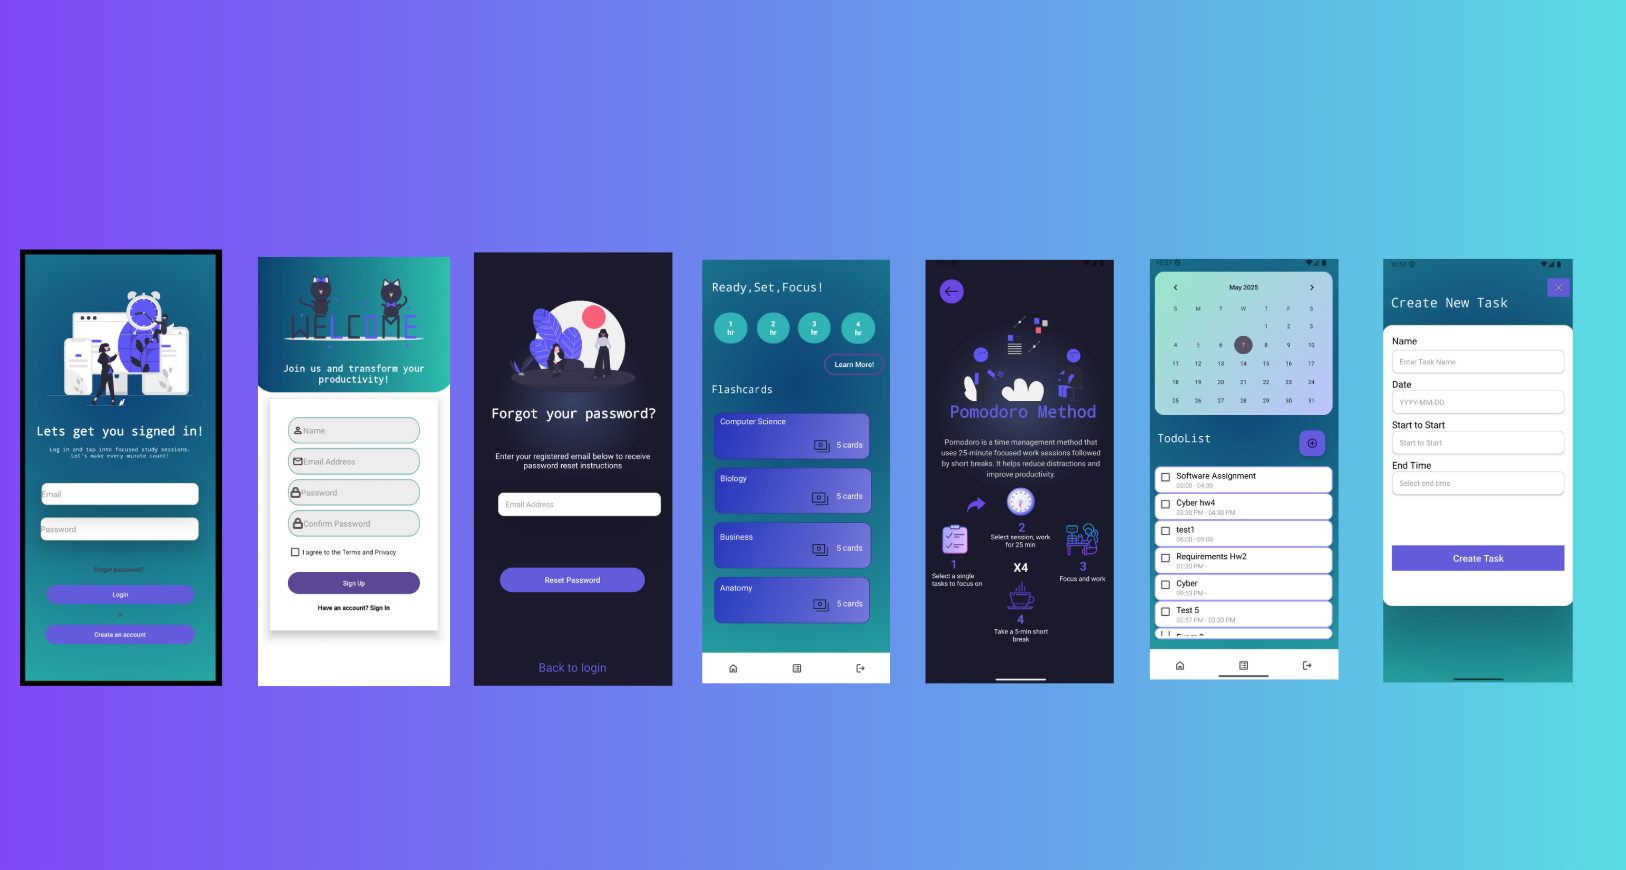 Lets get you signed in!
Log in and tap into focused study sessions.
Let's make every minute count!
Email
Password
Forgot password?
Login
or
Create an account
WELCOME
Join us and transform your
productivity!
Name
Email Address
Password
Confirm Password
I agree to the Terms and Privacy
Sign Up
Have an account? Sign In
Forgot your password?
Enter your registered email below to receive
password reset instructions
Email Address
Reset Password
Back to login
Ready,Set,Focus!
1 hr
2 hr
3 hr
4 hr
Learn More!
Flashcards
Computer Science
5 cards
Biology
5 cards
Business
5 cards
Anatomy
5 cards
Pomodoro Method
Pomodoro is a time management method that
uses 25-minute focused work sessions followed
by short breaks. It helps reduce distractions and
improve productivity.
1
Select a single
tasks to focus on
2
Select session, work
for 25 min
3
Focus and work
X4
4
Take a 5-min short
break
10:57
May 2025
S M T W T F S
1 2 3
4 5 6 7 8 9 10
11 12 13 14 15 16 17
18 19 20 21 22 23 24
25 26 27 28 29 30 31
TodoList
Software Assignment
03:00 - 04:30
Cyber hw4
03:30 PM - 04:30 PM
test1
06:00 - 09:08
Requirements Hw2
01:30 PM -
Cyber
09:53 PM -
Test 5
02:57 PM - 03:20 PM
10:57
Create New Task
Name
Enter Task Name
Date
YYYY-MM-DD
Start to Start
Start to Start
End Time
Select end time
Create Task